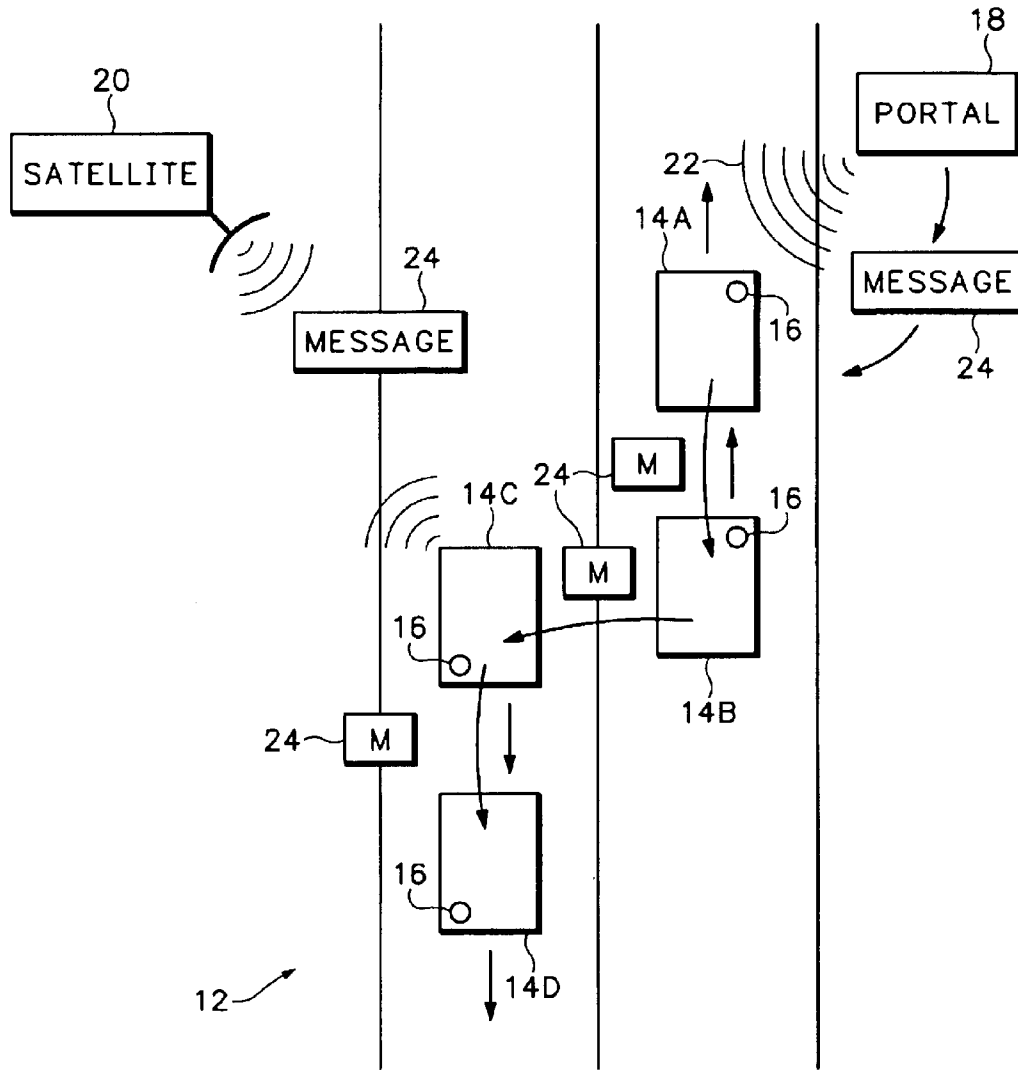 18
PORTAL
20
SATELLITE
22
14A
24
MESSAGE
MESSAGE
16
24
24
M
16
14C
24
M
16
14B
24
M
16
14D
12